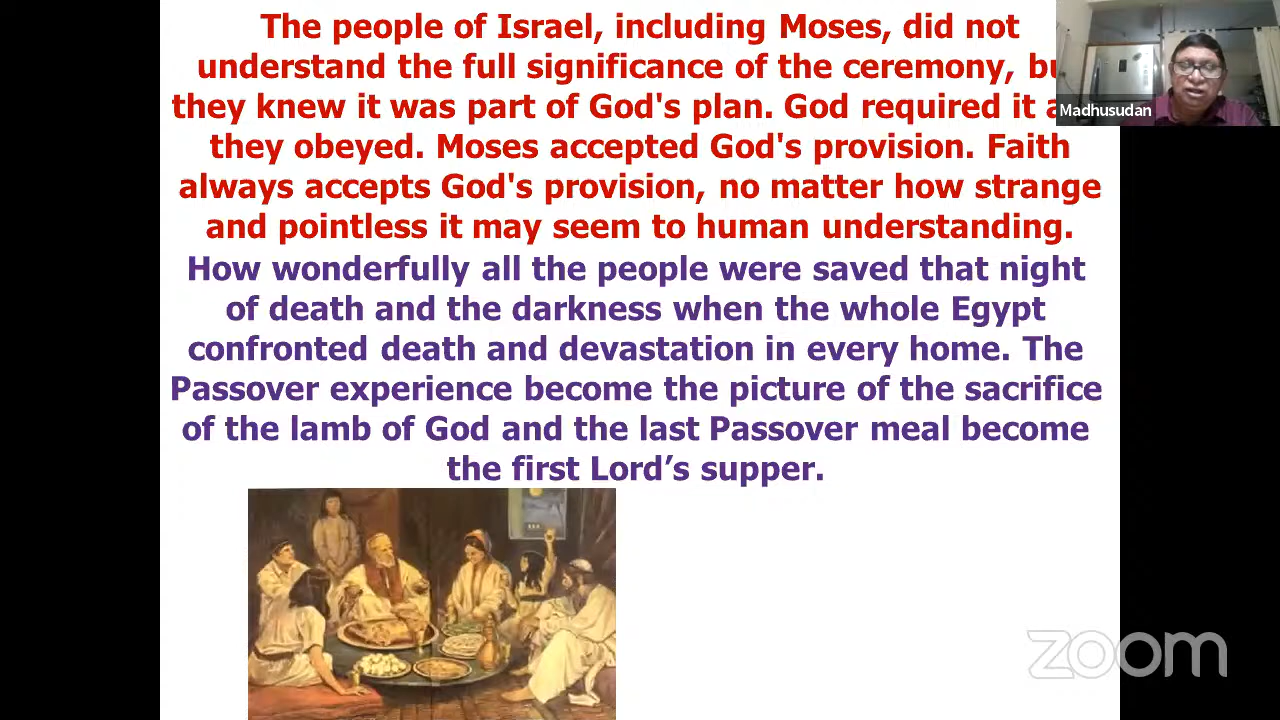 The people of Israel, including Moses, did not
understand the full significance of the ceremony,
they knew it was part of God's plan. God required it
they obeyed. Moses accepted God's provision. Faith
always accepts God's provision, no matter how strange
and pointless it may seem to human understanding.
How wonderfully all the people were saved that night
of death and the darkness when the whole Egypt
confronted death and devastation in every home. The
Passover experience become the picture of the sacrifice
of the lamb of God and the last Passover meal become
the first Lord’s supper.
Madhusudan
zoom